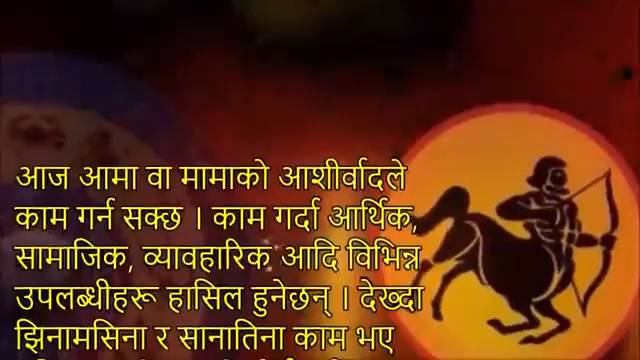 आज आमा वा मामाको आशीर्वादले
काम गर्न सक्छ । काम गर्दा आर्थिक,
सामाजिक, व्यावहारिक आदि विभिन्न
उपलब्धीहरू हासिल हुनेछन् । देख्दा
झिनामसिना र सानातिना काम भए